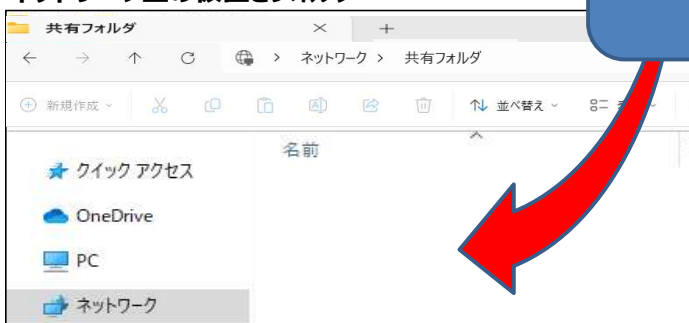 共有フォルダ
ネットワーク > 共有フォルダ
新規作成
並べ替え
名前
クイック アクセス
OneDrive
PC
ネットワーク